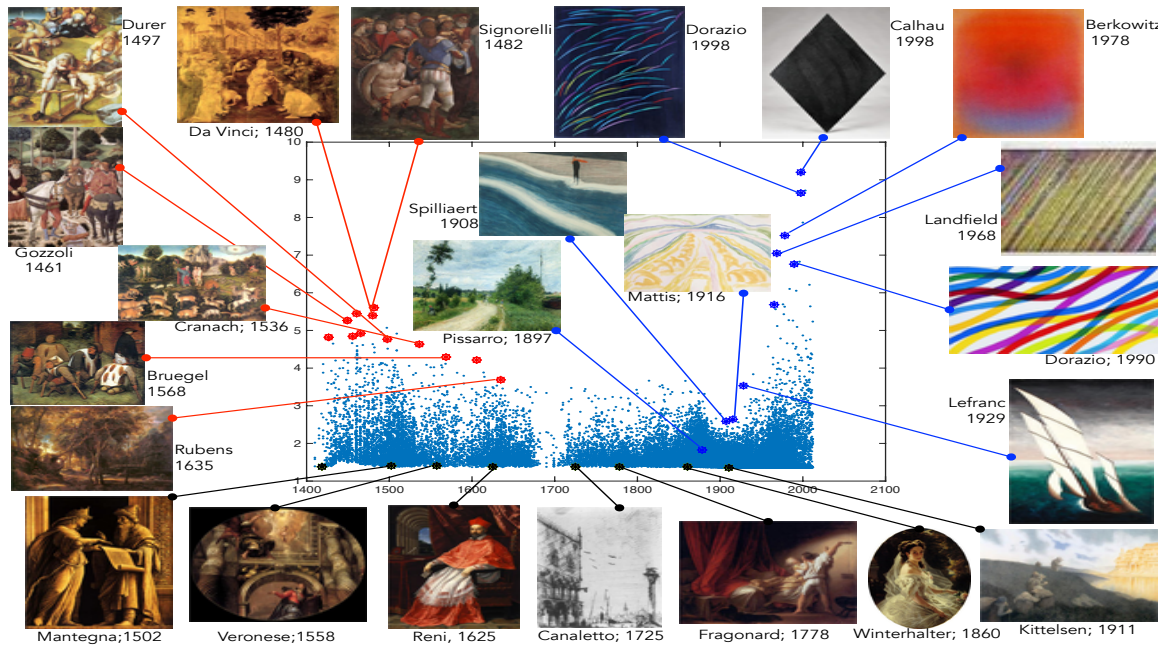 Durer
1497
Da Vinci; 1480
Signorelli
1482
Dorazio
1998
Calhau
1998
Berkowitz
1978
Gozzoli
1461
Spilliaert
1908
Landfield
1968
Cranach; 1536
Pissarro; 1897
Mattis; 1916
Dorazio; 1990
Bruegel
1568
Lefranc
1929
Rubens
1635
10
9
8
7
6
5
4
3
2
1400
1500
1600
1700
1800
1900
2000
2100
Mantegna;1502
Veronese;1558
Reni, 1625
Canaletto; 1725
Fragonard; 1778
Winterhalter; 1860
Kittelsen; 1911